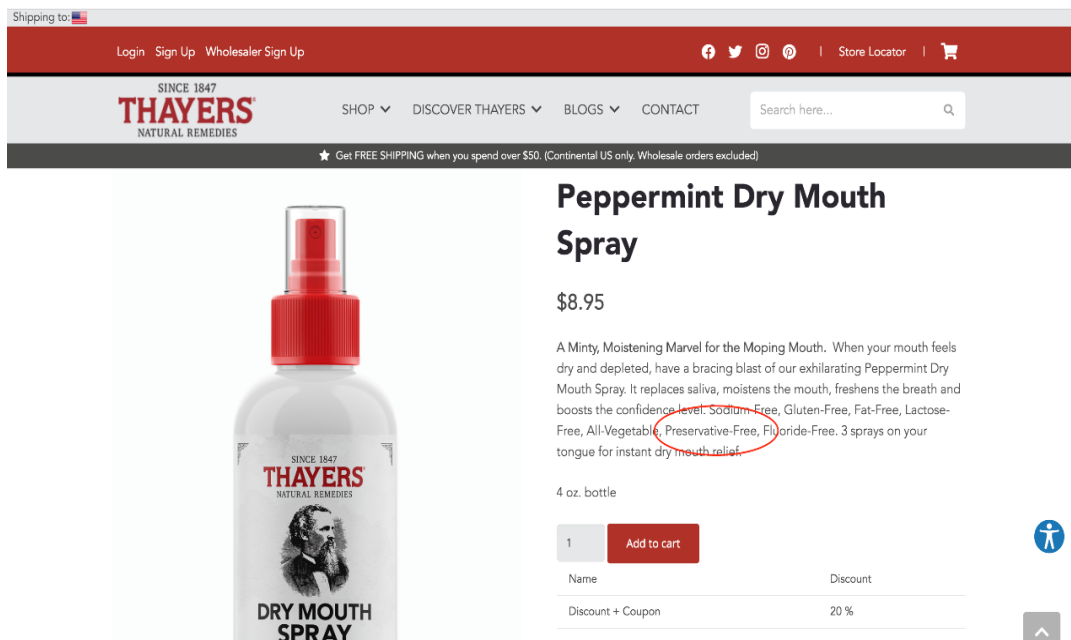 Shipping to:
Login Sign Up Wholesaler Sign Up
Store Locator
SINCE 1847
THAYERS
NATURAL REMEDIES
SHOP
DISCOVER THAYERS
BLOGS
CONTACT
Search here...
Get FREE SHIPPING when you spend over $50. (Continental US only. Wholesale orders excluded)
SINCE 1847
THAYERS
NATURAL REMEDIES
DRY MOUTH
SPRAY
Peppermint Dry Mouth
Spray
$8.95
A Minty, Moistening Marvel for the Moping Mouth. When your mouth feels
dry and depleted, have a bracing blast of our exhilarating Peppermint Dry
Mouth Spray. It replaces saliva, moistens the mouth, freshens the breath and
boosts the confidence level. Sodium-Free, Gluten-Free, Fat-Free, Lactose-
Free, All-Vegetable, Preservative-Free, Fluoride-Free. 3 sprays on your
tongue for instant dry mouth relief.
4 oz. bottle
1
Add to cart
Name Discount
Discount + Coupon 20 %